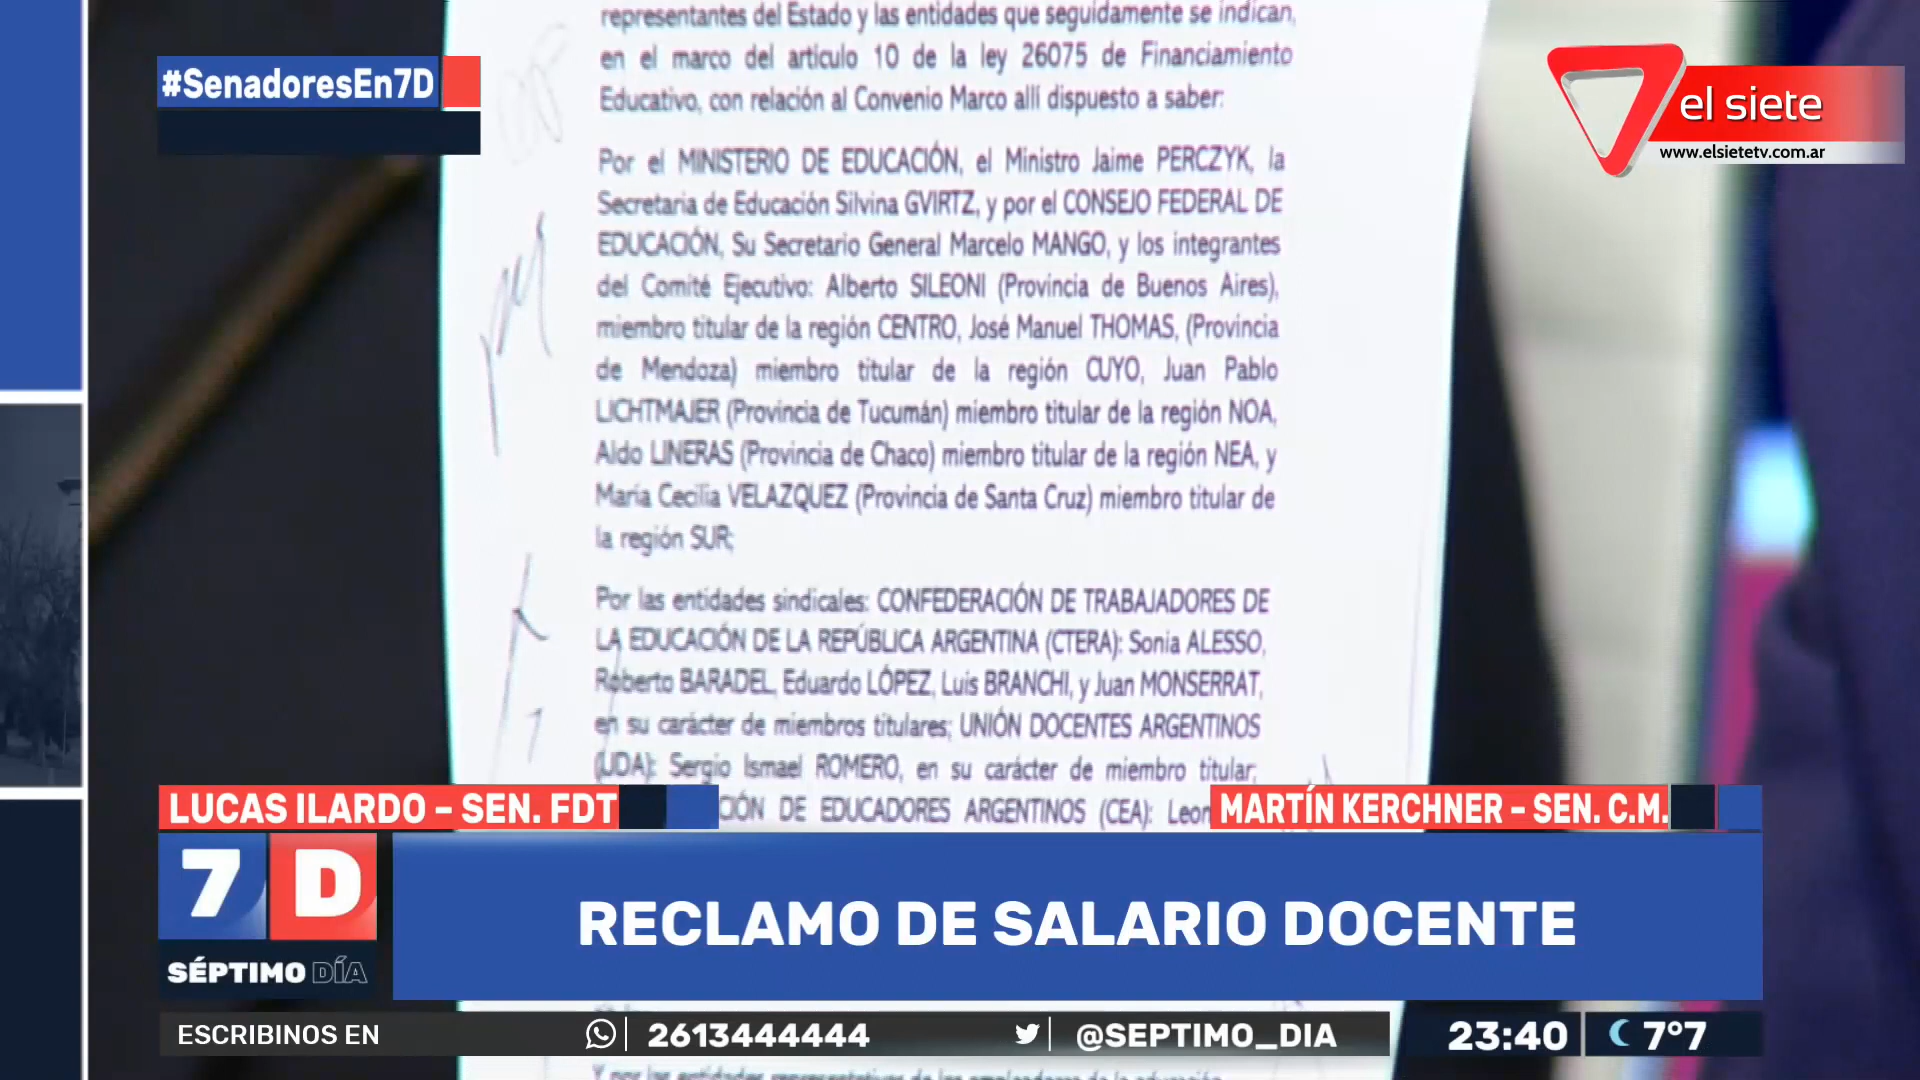 representantes del Estado y las entidades que seguidamente se indican,
en el marco del artículo 10 de la ley 26075 de Financiamiento
Educativo, con relación al Convenio Marco allí dispuesto a saber:
Por el MINISTERIO DE EDUCACIÓN, el Ministro Jaime PERCZYK, la
Secretaria de Educación Silvina GVIRTZ, y por el CONSEJO FEDERAL DE
EDUCACIÓN, Su Secretario General Marcelo MANGO, y los integrantes
del Comité Ejecutivo: Alberto SILEONI (Provincia de Buenos Aires),
miembro titular de la región CENTRO, José Manuel THOMAS, (Provincia
de Mendoza) miembro titular de la región CUYO, Juan Pablo
LICHTMAJER (Provincia de Tucumán) miembro titular de la región NOA,
Aldo LINERAS (Provincia de Chaco) miembro titular de la región NEA, y
María Cecilia VELAZQUEZ (Provincia de Santa Cruz) miembro titular de
la región SUR;
Por las entidades sindicales: CONFEDERACIÓN DE TRABAJADORES DE
LA EDUCACIÓN DE LA REPÚBLICA ARGENTINA (CTERA): Sonia ALESSO,
Roberto BARADEL, Eduardo LÓPEZ, Luis BRANCHI, y Juan MONSERRAT,
en su carácter de miembros titulares; UNIÓN DOCENTES ARGENTINOS
(UDA): Sergio Ismael ROMERO, en su carácter de miembro titular;
CIÓN DE EDUCADORES ARGENTINOS (CEA): Leon
#SenadoresEn7D
el siete
www.elsietetv.com.ar
LUCAS ILARDO – SEN. FDT
MARTÍN KERCHNER – SEN. C.M.
7 D
SÉPTIMO DÍA
RECLAMO DE SALARIO DOCENTE
ESCRIBINOS EN
2613444444
@SEPTIMO_DIA
23:40
7°7